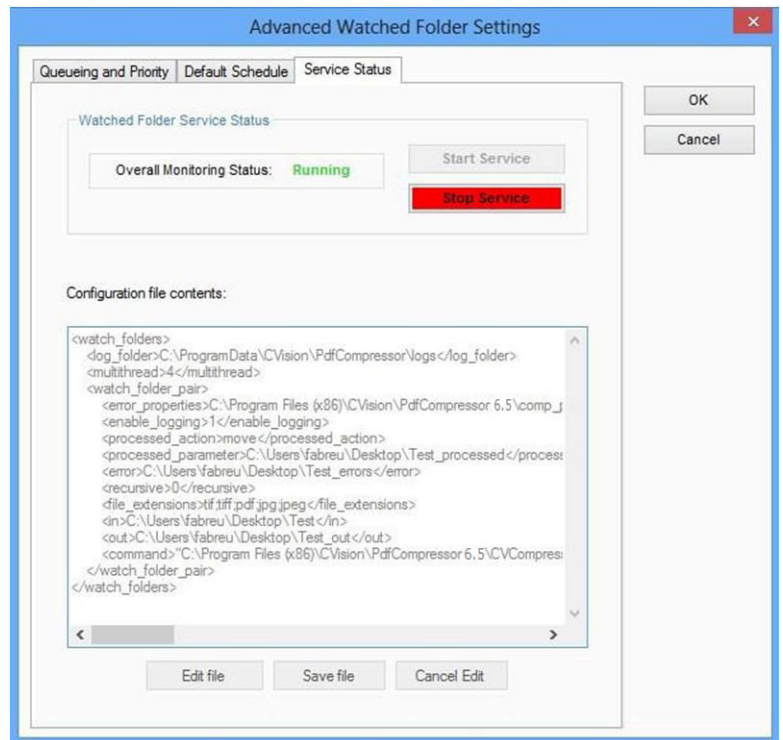 Advanced Watched Folder Settings
Queueing and Priority
Default Schedule
Service Status
OK
Cancel
Watched Folder Service Status
Overall Monitoring Status: Running
Start Service
Stop Service
Configuration file contents:
<watch_folders>
<log_folder>C:\ProgramData\CVision\PdfCompressor\logs</log_folder>
<multithread>4</multithread>
<watch_folder_pair>
<error_properties>C:\Program Files (x86)\CVision\PdfCompressor 6.5\comp_
<enable_logging>1</enable_logging>
<processed_action>move</processed_action>
<processed_parameter>C:\Users\fabreu\Desktop\Test_processed</process
<error>C:\Users\fabreu\Desktop\Test_errors</error>
<recursive>0</recursive>
<file_extensions>tif;tiff;pdf;jpg;jpeg</file_extensions>
<in>C:\Users\fabreu\Desktop\Test</in>
<out>C:\Users\fabreu\Desktop\Test_out</out>
<command>"C:\Program Files (x86)\CVision\PdfCompressor 6.5\CVCompres
</watch_folder_pair>
</watch_folders>
Edit file
Save file
Cancel Edit